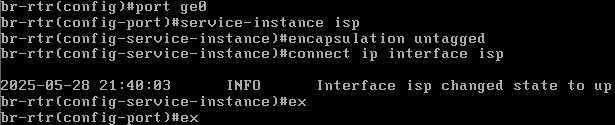 br-rtr(config)#port ge0
br-rtr(config-port)#service-instance isp
br-rtr(config-service-instance)#encapsulation untagged
br-rtr(config-service-instance)#connect ip interface isp
2025-05-28 21:40:03 INFO Interface isp changed state to up
br-rtr(config-service-instance)#ex
br-rtr(config-port)#ex